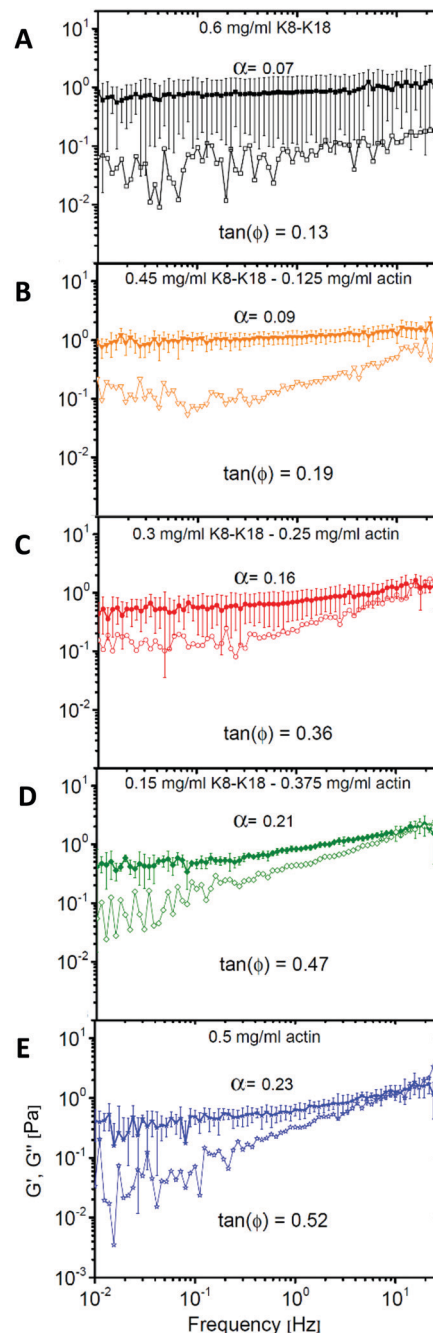 A
0.6 mg/ml K8-K18
10¹
α = 0.07
10⁰
10⁻¹
10⁻²
tan(ϕ) = 0.13
B
0.45 mg/ml K8-K18 - 0.125 mg/ml actin
10¹
α = 0.09
10⁰
10⁻¹
10⁻²
tan(ϕ) = 0.19
C
0.3 mg/ml K8-K18 - 0.25 mg/ml actin
10¹
α = 0.16
10⁰
10⁻¹
10⁻²
tan(ϕ) = 0.36
D
0.15 mg/ml K8-K18 - 0.375 mg/ml actin
10¹
α = 0.21
10⁰
10⁻¹
10⁻²
tan(ϕ) = 0.47
E
0.5 mg/ml actin
10¹
α = 0.23
10⁰
10⁻¹
10⁻²
tan(ϕ) = 0.52
10⁻³
G', G'' [Pa]
10⁻² 10⁻¹ 10⁰ 10¹
Frequency [Hz]